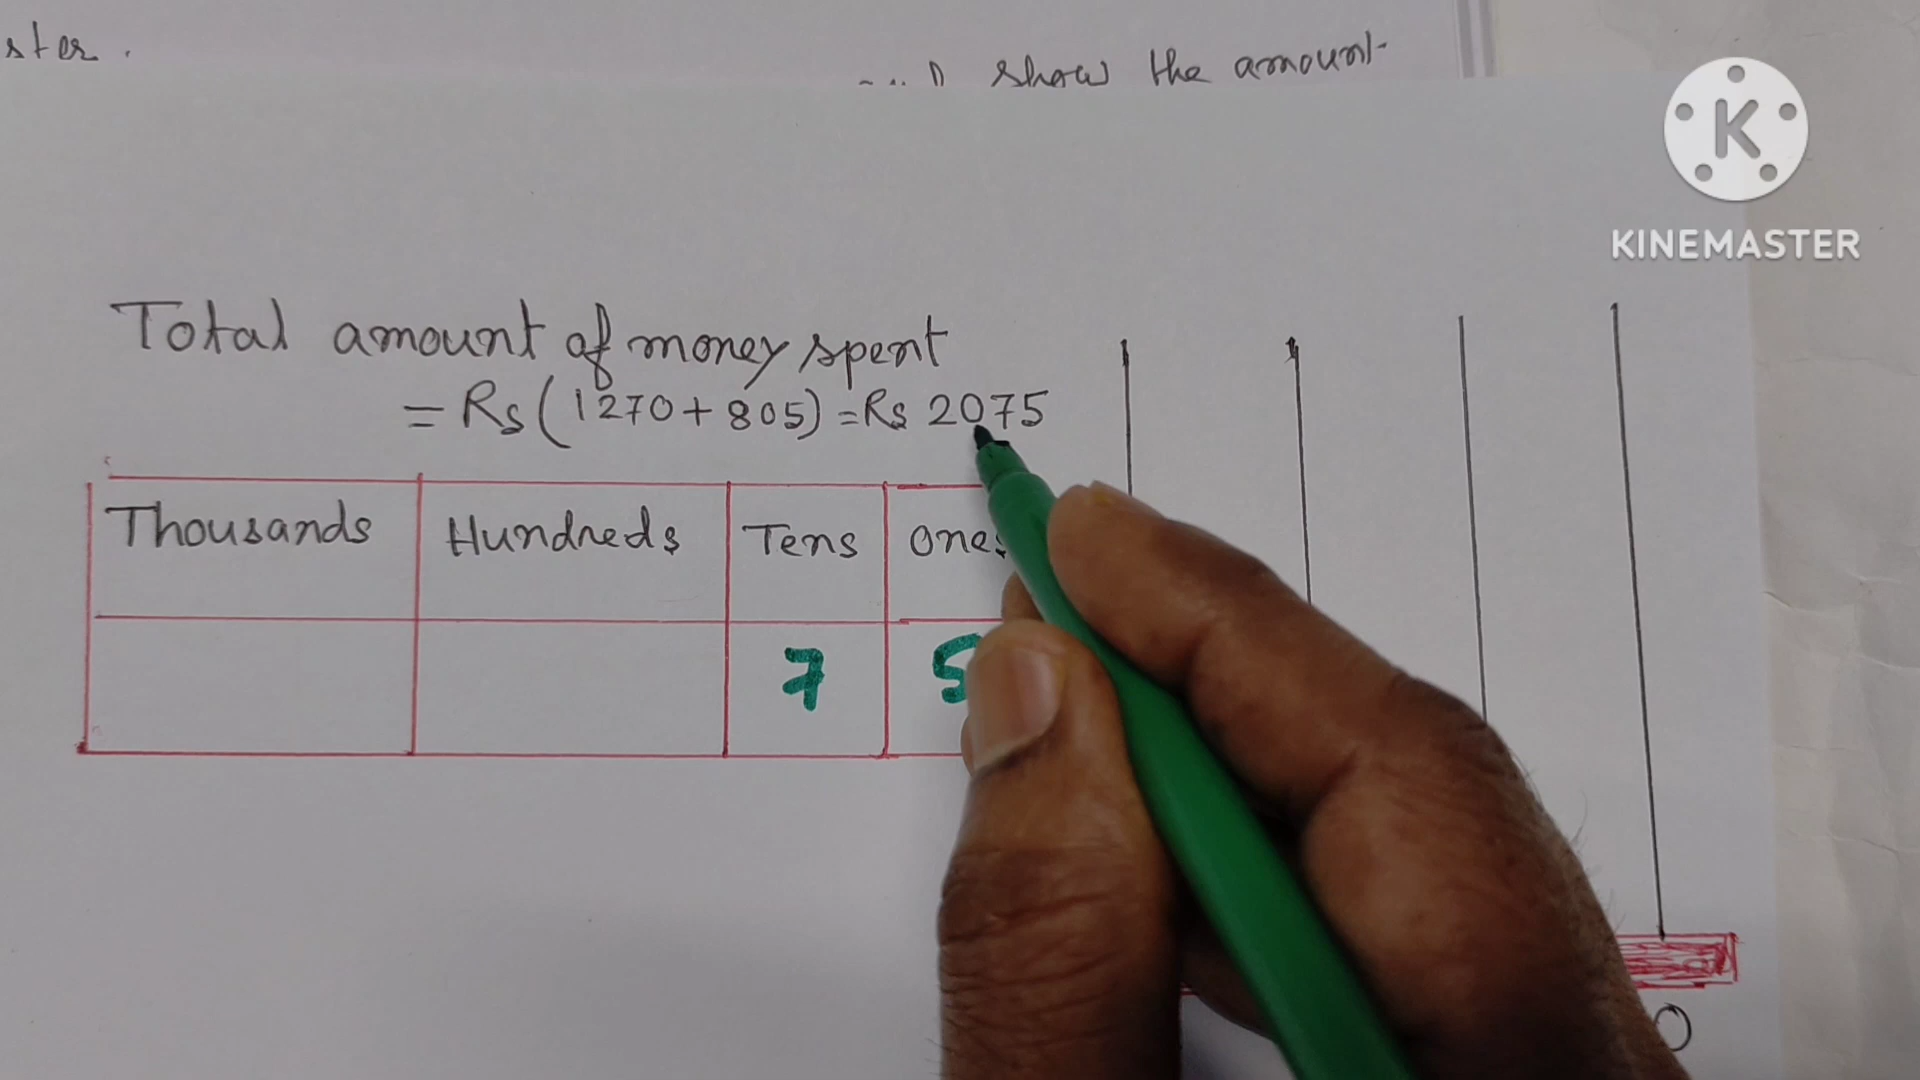 ster.
show the amount
K
KINEMASTER
Total amount of money spent
= Rs (1270 + 805) = Rs 2075
Thousands Hundreds Tens Ones
7 5
O